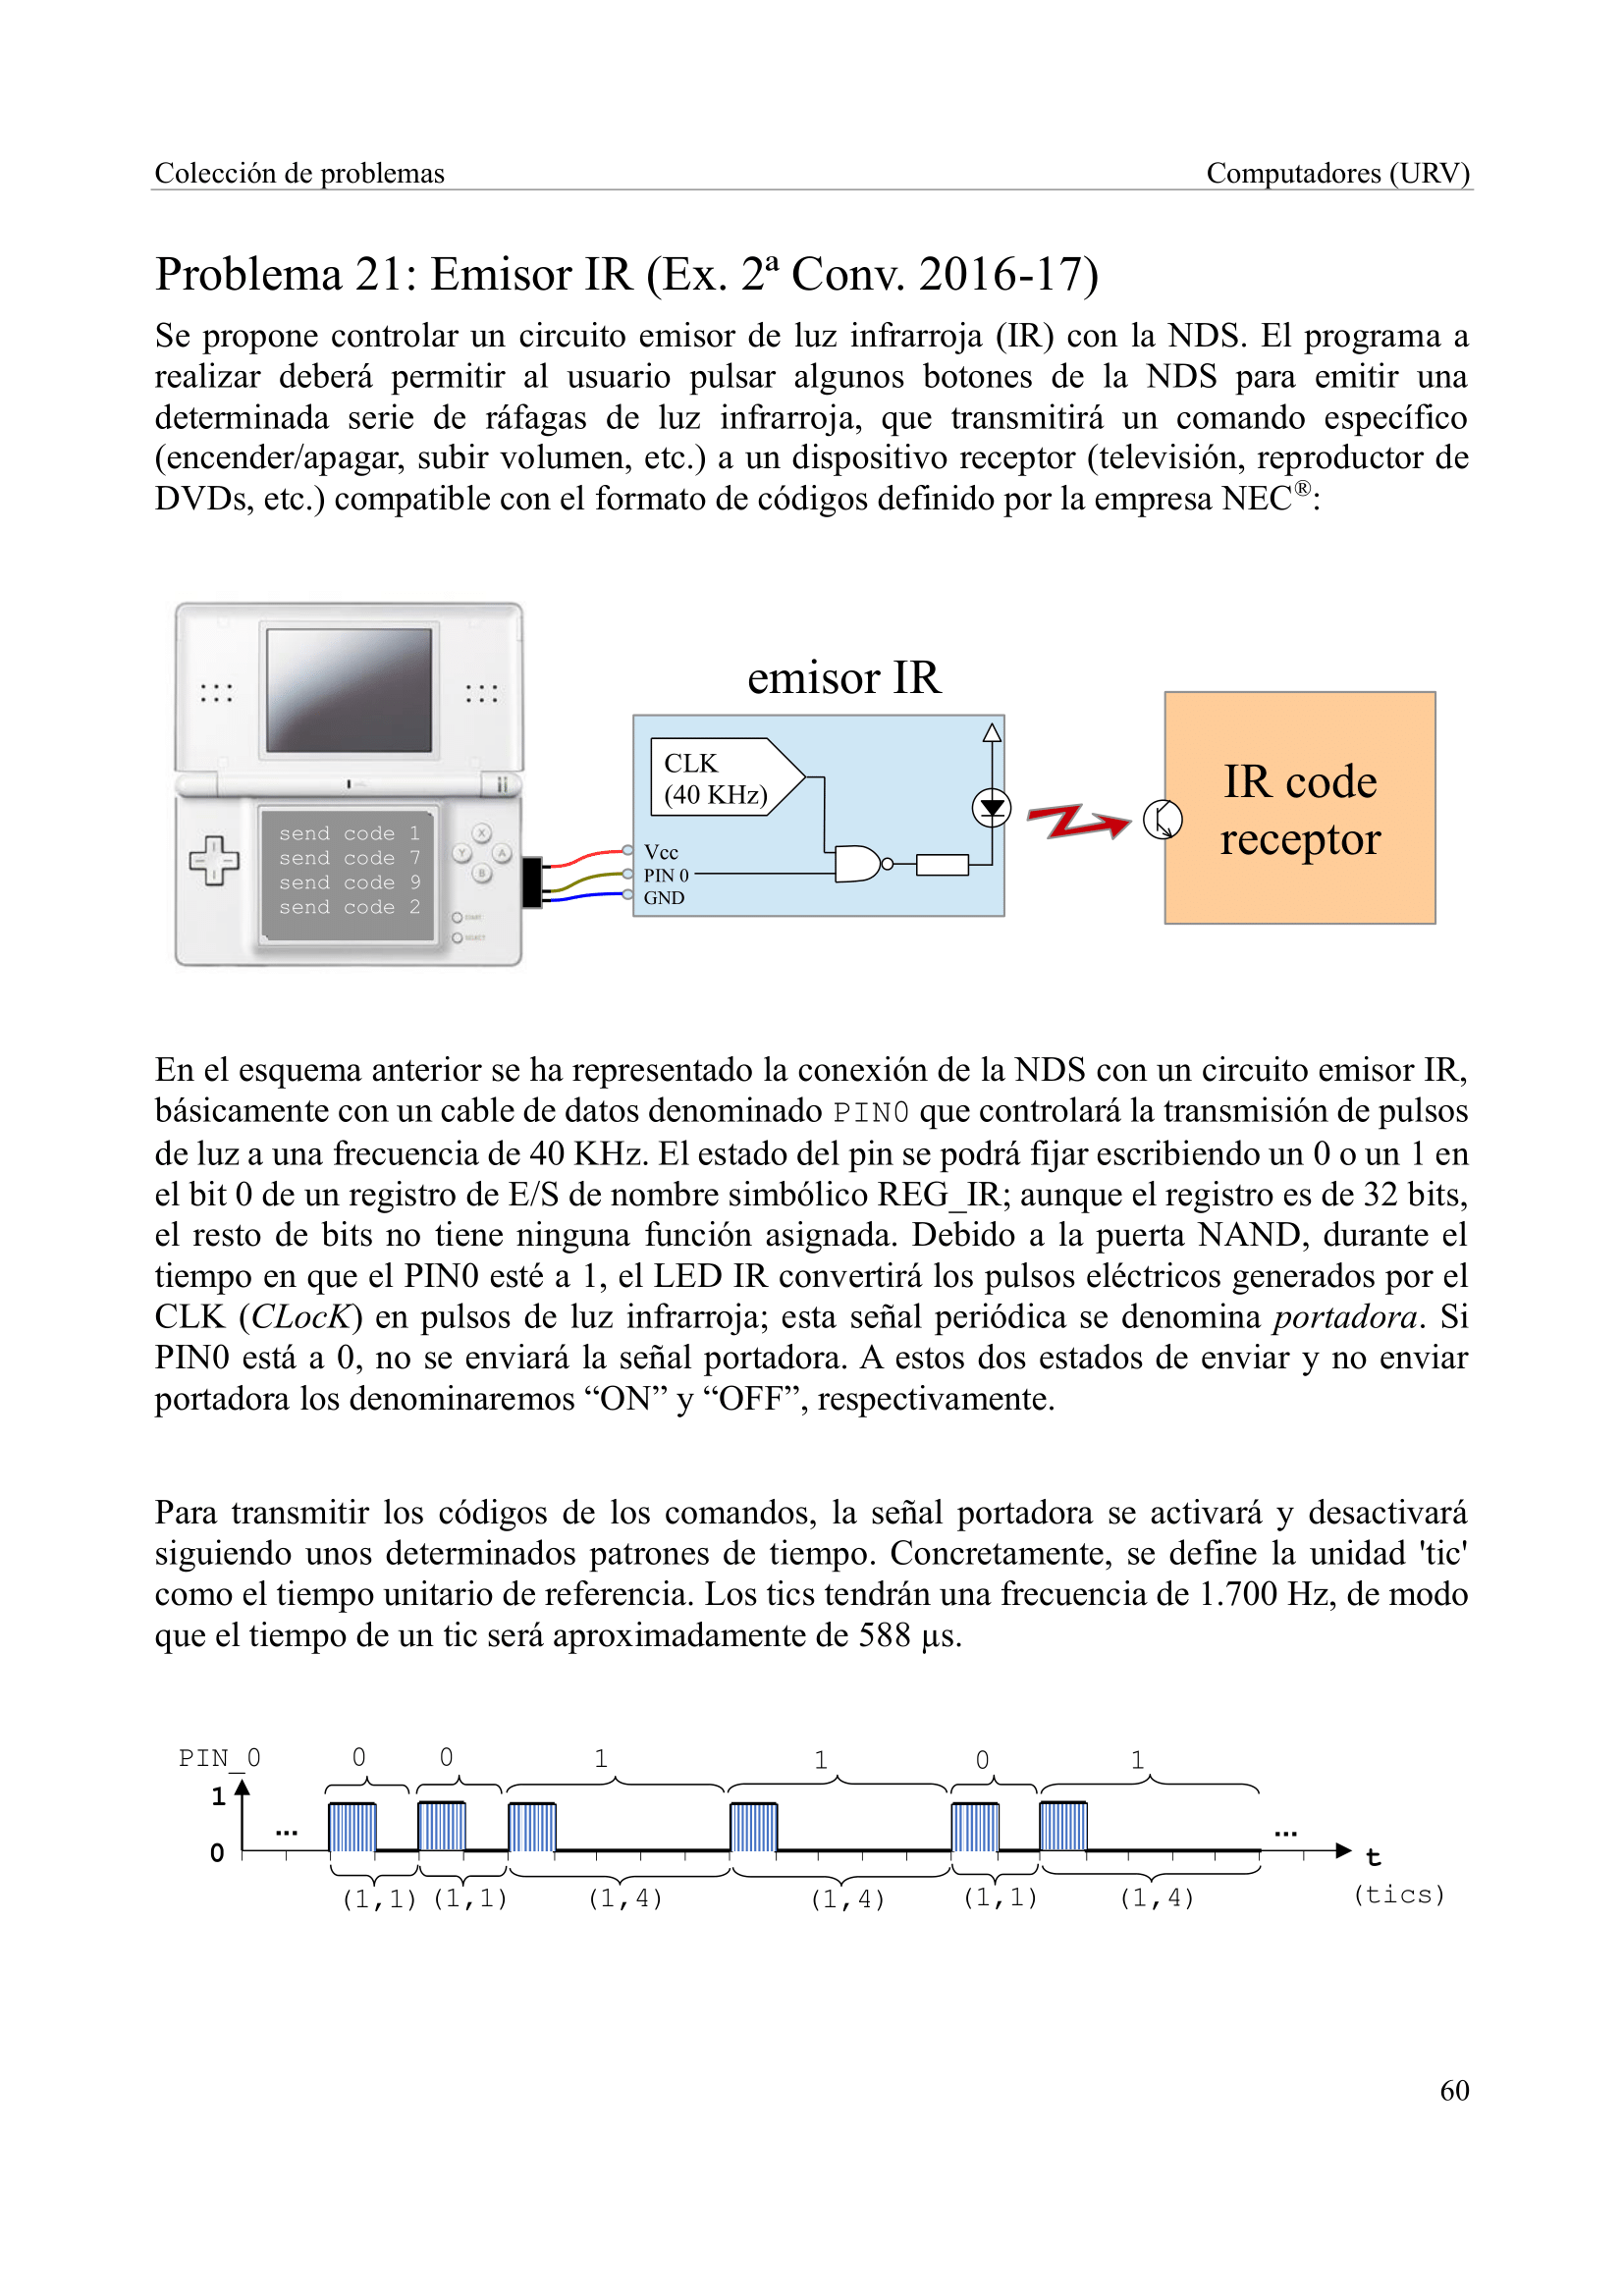 Colección de problemas Computadores (URV)
Problema 21: Emisor IR (Ex. 2ª Conv. 2016-17)
Se propone controlar un circuito emisor de luz infrarroja (IR) con la NDS. El programa a
realizar deberá permitir al usuario pulsar algunos botones de la NDS para emitir una
determinada serie de ráfagas de luz infrarroja, que transmitirá un comando específico
(encender/apagar, subir volumen, etc.) a un dispositivo receptor (televisión, reproductor de
DVDs, etc.) compatible con el formato de códigos definido por la empresa NEC®:
emisor IR
CLK
(40 KHz)
Vcc
PIN 0
GND
IR code
receptor
send code 1
send code 7
send code 9
send code 2
X
Y
A
B
START
SELECT
En el esquema anterior se ha representado la conexión de la NDS con un circuito emisor IR,
básicamente con un cable de datos denominado PIN0 que controlará la transmisión de pulsos
de luz a una frecuencia de 40 KHz. El estado del pin se podrá fijar escribiendo un 0 o un 1 en
el bit 0 de un registro de E/S de nombre simbólico REG_IR; aunque el registro es de 32 bits,
el resto de bits no tiene ninguna función asignada. Debido a la puerta NAND, durante el
tiempo en que el PIN0 esté a 1, el LED IR convertirá los pulsos eléctricos generados por el
CLK (CLocK) en pulsos de luz infrarroja; esta señal periódica se denomina portadora. Si
PIN0 está a 0, no se enviará la señal portadora. A estos dos estados de enviar y no enviar
portadora los denominaremos “ON” y “OFF”, respectivamente.
Para transmitir los códigos de los comandos, la señal portadora se activará y desactivará
siguiendo unos determinados patrones de tiempo. Concretamente, se define la unidad 'tic'
como el tiempo unitario de referencia. Los tics tendrán una frecuencia de 1.700 Hz, de modo
que el tiempo de un tic será aproximadamente de 588 µs.
PIN_0 0 0 1 1 0 1
1
... ...
0 t
(1,1) (1,1) (1,4) (1,4) (1,1) (1,4) (tics)
60